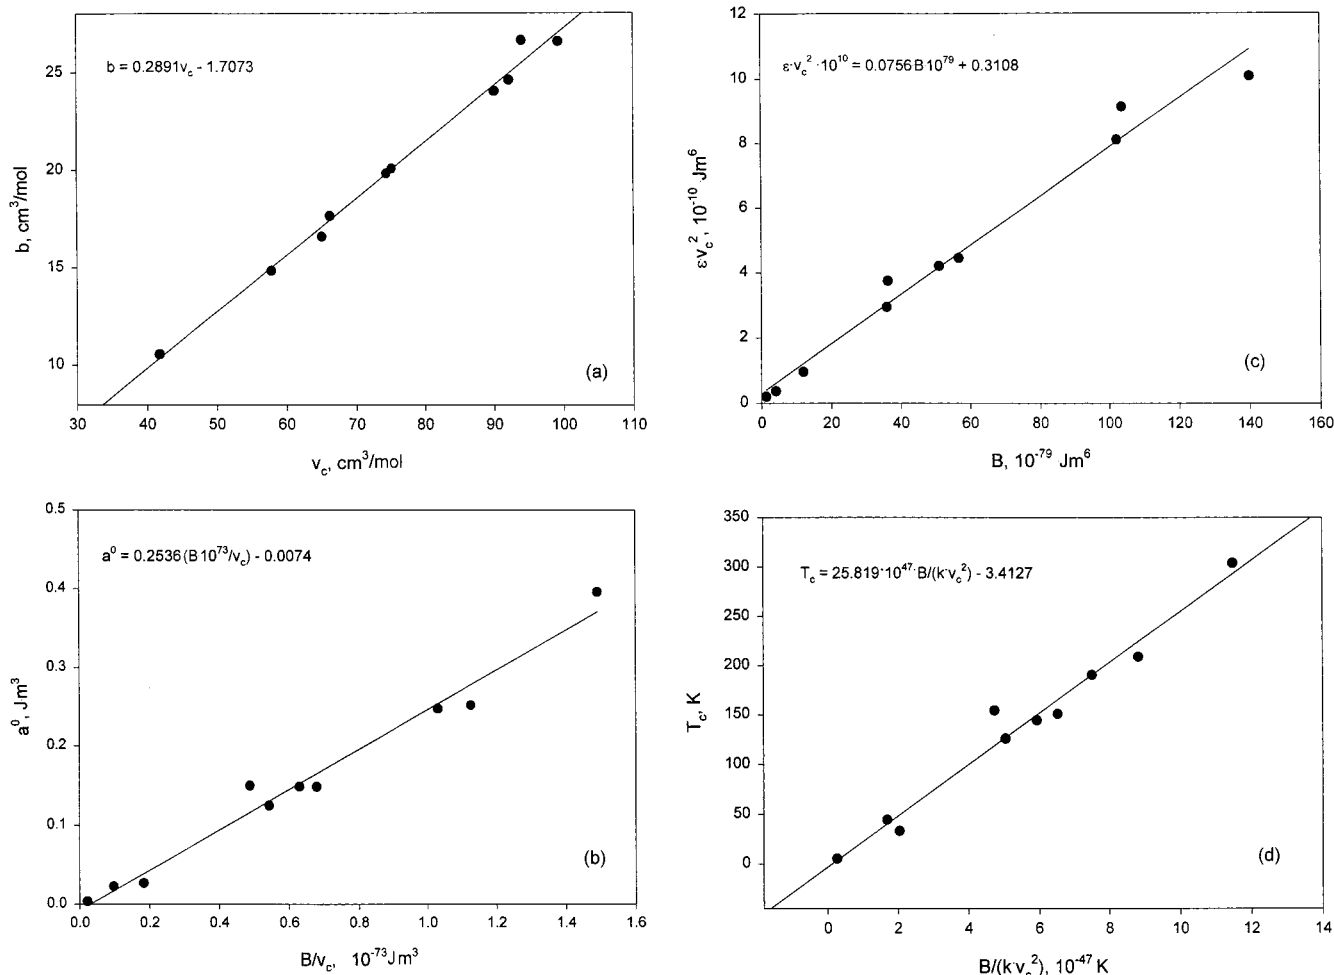 b = 0.2891v_c - 1.7073
25
20
15
10
b, cm³/mol
(a)
30 40 50 60 70 80 90 100 110
v_c, cm³/mol
12
10
8
6
4
2
0
ε·v_c²·10¹⁰ = 0.0756B·10⁷⁹ + 0.3108
εv_c², 10⁻¹⁰ Jm⁶
(c)
0 20 40 60 80 100 120 140 160
B, 10⁻⁷⁹ Jm⁶
0.5
0.4
0.3
0.2
0.1
0.0
a⁰ = 0.2536(B·10⁷³/v_c) - 0.0074
a⁰, Jm³
(b)
0.0 0.2 0.4 0.6 0.8 1.0 1.2 1.4 1.6
B/v_c, 10⁻⁷³Jm³
350
300
250
200
150
100
50
0
T_c = 25.819·10⁴⁷·B/(k·v_c²) - 3.4127
T_c, K
(d)
0 2 4 6 8 10 12 14
B/(k·v_c²), 10⁻⁴⁷ K